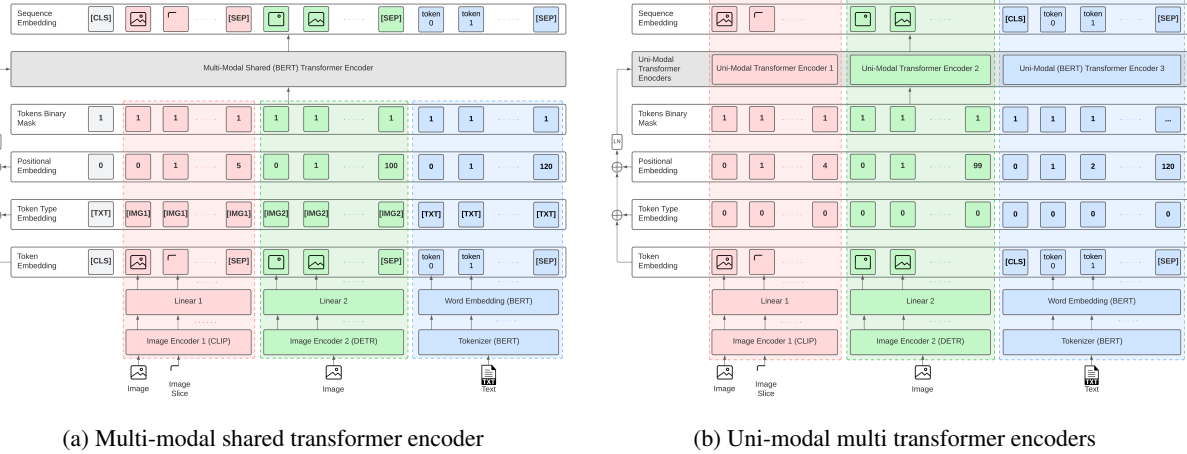 Sequence Embedding [CLS] [SEP] [SEP] token 0 token 1 [SEP]
Multi-Modal Shared (BERT) Transformer Encoder
Tokens Binary Mask 1 1 1 1 1 1 1 1 1 1
Positional Embedding 0 0 1 5 0 1 100 0 1 120
Token Type Embedding [TXT] [IMG1] [IMG1] [IMG1] [IMG2] [IMG2] [IMG2] [TXT] [TXT] [TXT]
Token Embedding [CLS] [SEP] [SEP] token 0 token 1 [SEP]
Linear 1 Linear 2 Word Embedding (BERT)
Image Encoder 1 (CLIP) Image Encoder 2 (DETR) Tokenizer (BERT)
TXT
Image Image Slice Image Text
(a) Multi-modal shared transformer encoder
Sequence Embedding [CLS] token 0 token 1 [SEP]
Uni-Modal Transformer Enocders Uni-Modal Transformer Encoder 1 Uni-Modal Transformer Encoder 2 Uni-Modal (BERT) Transformer Encoder 3
Tokens Binary Mask 1 1 1 1 1 1 1 1 1 ...
LN
Positional Embedding 0 1 4 0 1 99 0 1 2 120
Token Type Embedding 0 0 0 0 0 0 0 0 0 0
Token Embedding [CLS] token 0 token 1 [SEP]
Linear 1 Linear 2 Word Embedding (BERT)
Image Encoder 1 (CLIP) Image Encoder 2 (DETR) Tokenizer (BERT)
TXT
Image Image Slice Image Text
(b) Uni-modal multi transformer encoders